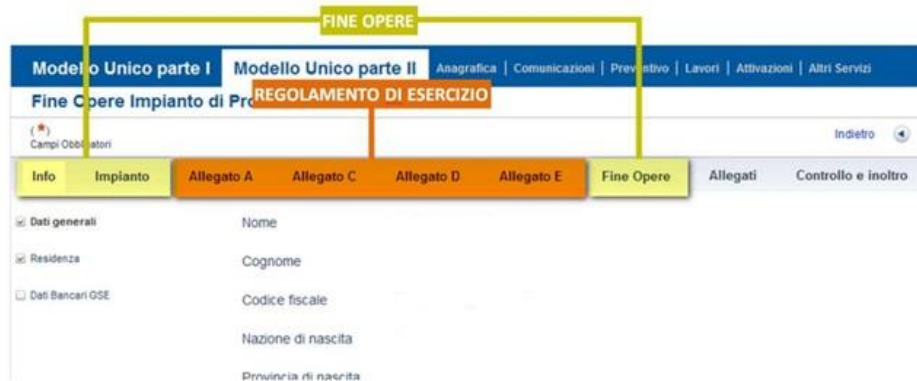 FINE OPERE
Modello Unico parte I Modello Unico parte II Anagrafica | Comunicazioni | Preventivo | Lavori | Attivazioni | Altri Servizi
REGOLAMENTO DI ESERCIZIO
Fine Opere Impianto di Pro
(*)
Campi Obbligatori
Indietro
Info Impianto Allegato A Allegato C Allegato D Allegato E Fine Opere Allegati Controllo e inoltro
Dati generali Nome
Residenza Cognome
Dati Bancari GSE Codice fiscale
Nazione di nascita
Provincia di nascita